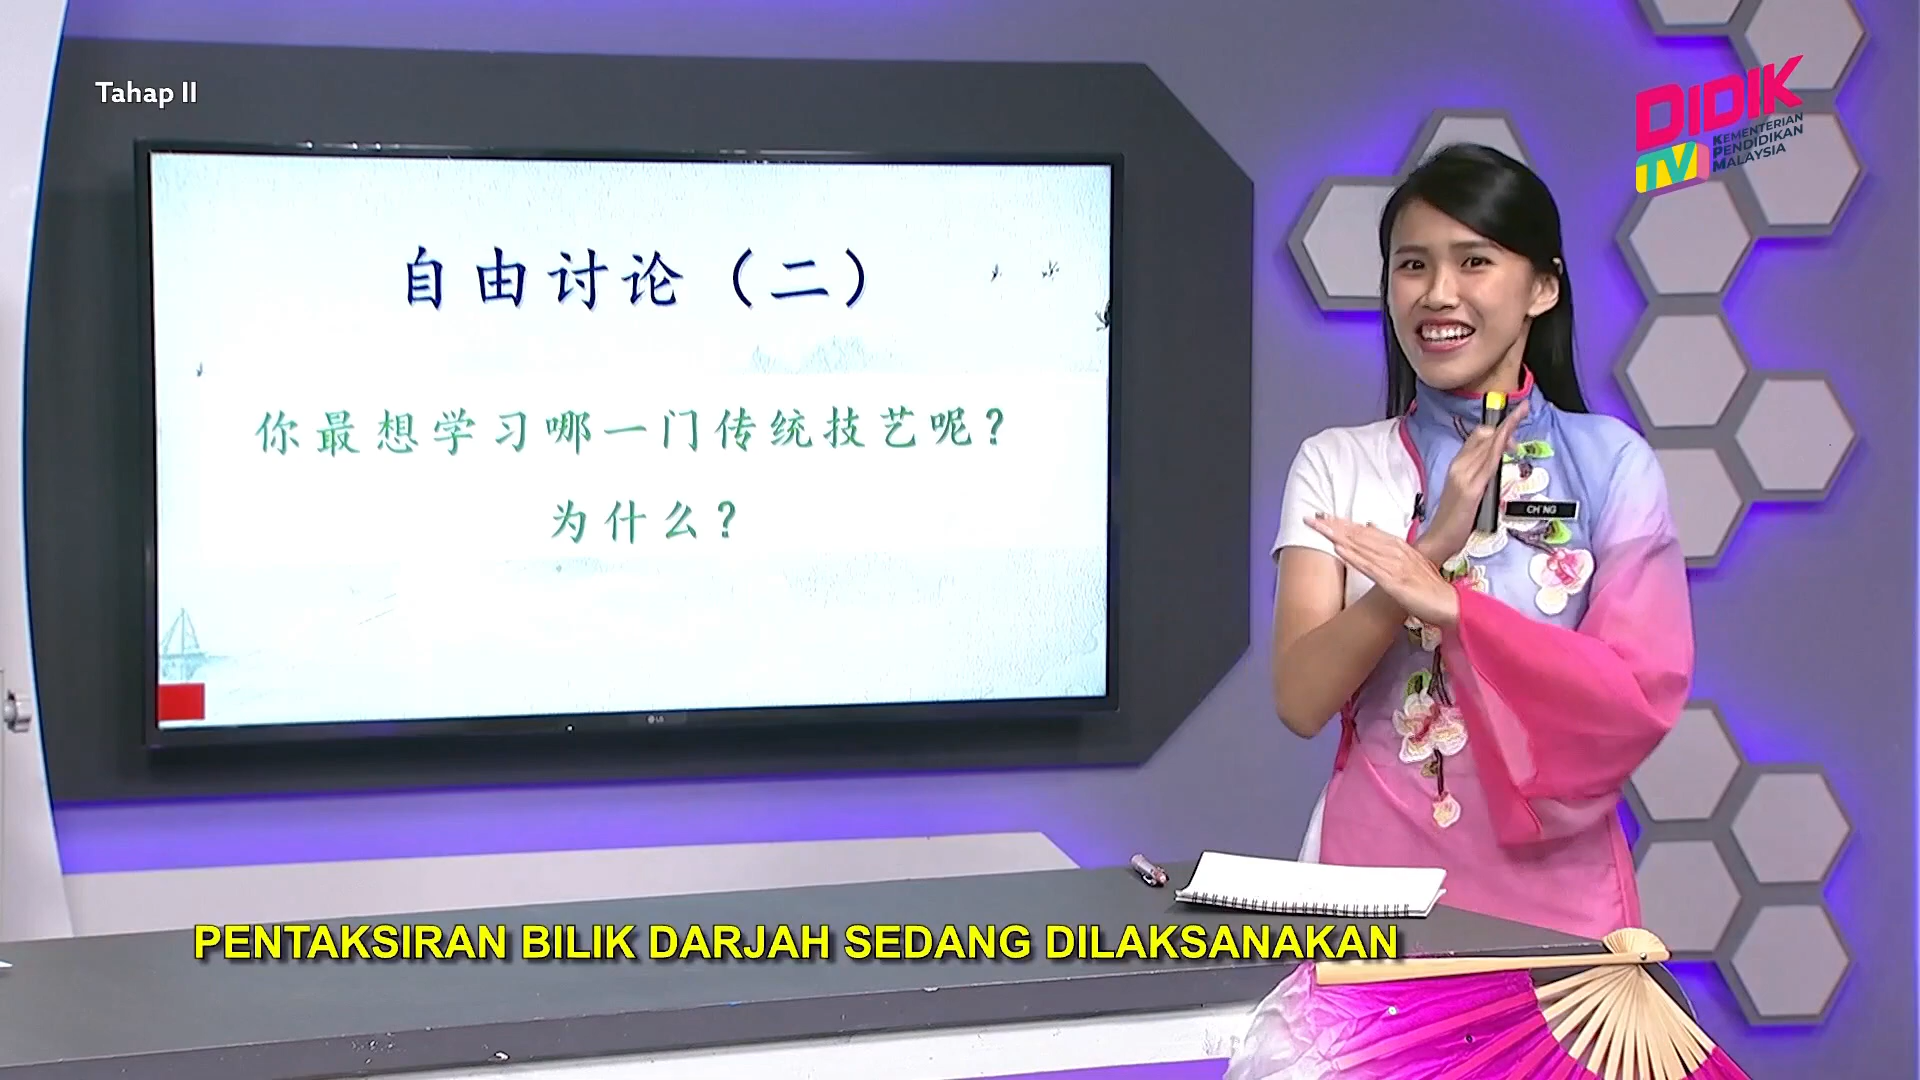 Tahap II
DIDIK
TV
KEMENTERIAN
PENDIDIKAN
MALAYSIA
自由讨论（二）
你最想学习哪一门传统技艺呢？
为什么？
LG
CH'NG
PENTAKSIRAN BILIK DARJAH SEDANG DILAKSANAKAN